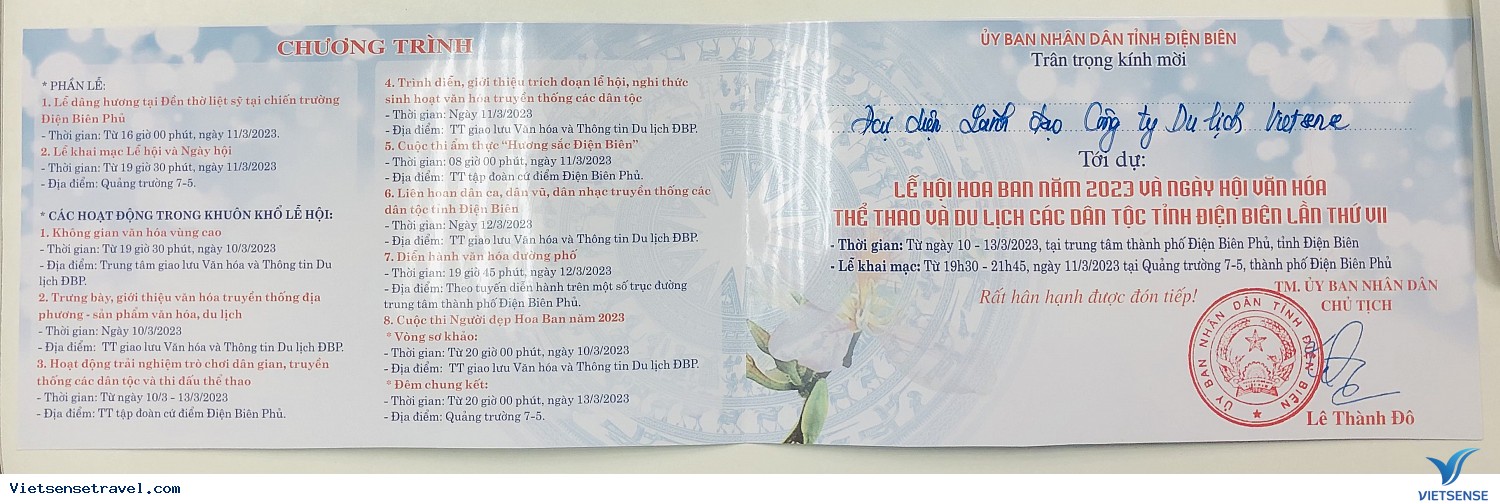 CHƯƠNG TRÌNH
* PHẦN LỄ:
1. Lễ dâng hương tại Đền thờ liệt sỹ tại chiến trường
Điện Biên Phủ
- Thời gian: Từ 16 giờ 00 phút, ngày 11/3/2023.
2. Lễ khai mạc Lễ hội và Ngày hội
- Thời gian: Từ 19 giờ 30 phút, ngày 11/3/2023
- Địa điểm: Quảng trường 7-5.
* CÁC HOẠT ĐỘNG TRONG KHUÔN KHỔ LỄ HỘI:
1. Không gian văn hóa vùng cao
- Thời gian: Từ 19 giờ 30 phút, ngày 10/3/2023
- Địa điểm: Trung tâm giao lưu Văn hóa và Thông tin Du
lịch ĐBP.
2. Trưng bày, giới thiệu văn hóa truyền thống địa
phương - sản phẩm văn hóa, du lịch
- Thời gian: Ngày 10/3/2023
- Địa điểm: TT giao lưu Văn hóa và Thông tin Du lịch ĐBP.
3. Hoạt động trải nghiệm trò chơi dân gian, truyền
thống các dân tộc và thi đấu thể thao
- Thời gian: Từ ngày 10/3 - 13/3/2023
- Địa điểm: TT tập đoàn cứ điểm Điện Biên Phủ.
4. Trình diễn, giới thiệu trích đoạn lễ hội, nghi thức
sinh hoạt văn hóa truyền thống các dân tộc
- Thời gian: Ngày 11/3/2023
- Địa điểm: TT giao lưu Văn hóa và Thông tin Du lịch ĐBP.
5. Cuộc thi ẩm thực “Hương sắc Điện Biên”
- Thời gian: 08 giờ 00 phút, ngày 11/3/2023
- Địa điểm: TT tập đoàn cứ điểm Điện Biên Phủ.
6. Liên hoan dân ca, dân vũ, dân nhạc truyền thống các
dân tộc tỉnh Điện Biên
- Thời gian: Ngày 12/3/2023
- Địa điểm: TT giao lưu Văn hóa và Thông tin Du lịch ĐBP.
7. Diễn hành văn hóa đường phố
- Thời gian: 19 giờ 45 phút, ngày 12/3/2023
- Địa điểm: Theo tuyến diễn hành trên một số trục đường
trung tâm thành phố Điện Biên Phủ.
8. Cuộc thi Người đẹp Hoa Ban năm 2023
* Vòng sơ khảo:
- Thời gian: Từ 20 giờ 00 phút, ngày 10/3/2023
- Địa điểm: TT giao lưu Văn hóa và Thông tin Du lịch ĐBP.
* Đêm chung kết:
- Thời gian: Từ 20 giờ 00 phút, ngày 13/3/2023
- Địa điểm: Quảng trường 7-5.
ỦY BAN NHÂN DÂN TỈNH ĐIỆN BIÊN
Trân trọng kính mời
Đại diện Lãnh đạo Công ty Du lịch Vietsense
Tới dự:
LỄ HỘI HOA BAN NĂM 2023 VÀ NGÀY HỘI VĂN HÓA
THỂ THAO VÀ DU LỊCH CÁC DÂN TỘC TỈNH ĐIỆN BIÊN LẦN THỨ VII
- Thời gian: Từ ngày 10 - 13/3/2023, tại trung tâm thành phố Điện Biên Phủ, tỉnh Điện Biên
- Lễ khai mạc: Từ 19h30 - 21h45, ngày 11/3/2023 tại Quảng trường 7-5, thành phố Điện Biên Phủ
Rất hân hạnh được đón tiếp!
TM. ỦY BAN NHÂN DÂN
CHỦ TỊCH
ỦY BAN NHÂN DÂN TỈNH ĐIỆN BIÊN
Lê Thành Đô
Vietsensetravel.com
VIETSENSE